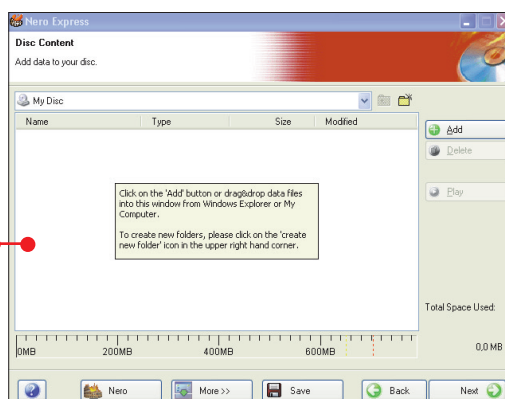 Nero Express
Disc Content
Add data to your disc.
My Disc
Name Type Size Modified
Add
Delete
Play
Click on the 'Add' button or drag&drop data files
into this window from Windows Explorer or My
Computer.
To create new folders, please click on the 'create
new folder' icon in the upper right hand corner.
Total Space Used:
0MB 200MB 400MB 600MB
0,0 MB
Nero More >> Save Back Next